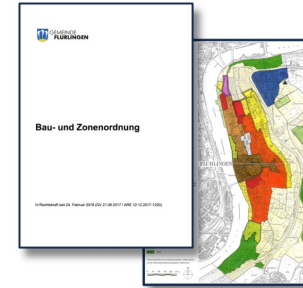 GEMEINDE
FLURLINGEN
Bau- und Zonenordnung
In Rechtskraft seit 24. Februar 2018 (GV 21.06.2017 / ARE 12.12.2017-1220)